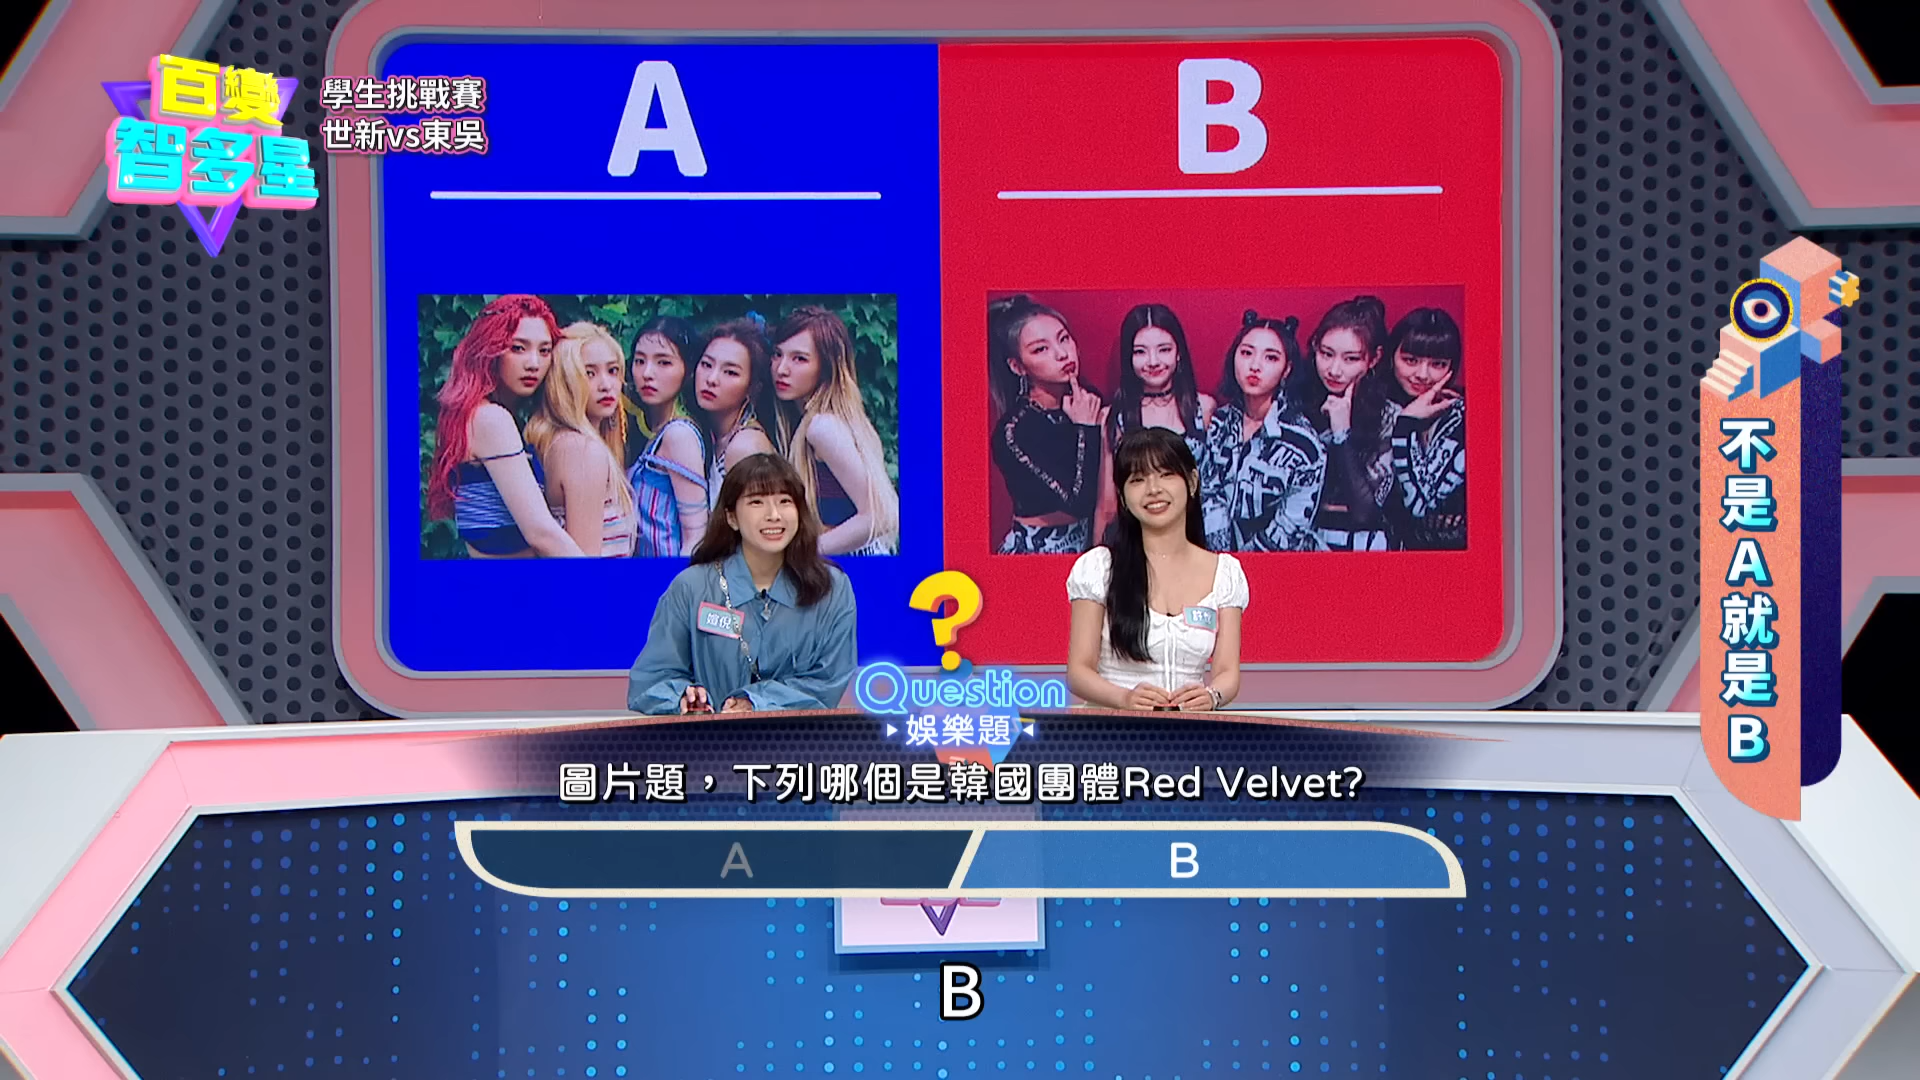 百變
智多星
學生挑戰賽
世新vs東吳
A
B
不是A就是B
Question
娛樂題
圖片題，下列哪個是韓國團體Red Velvet?
A
B
B